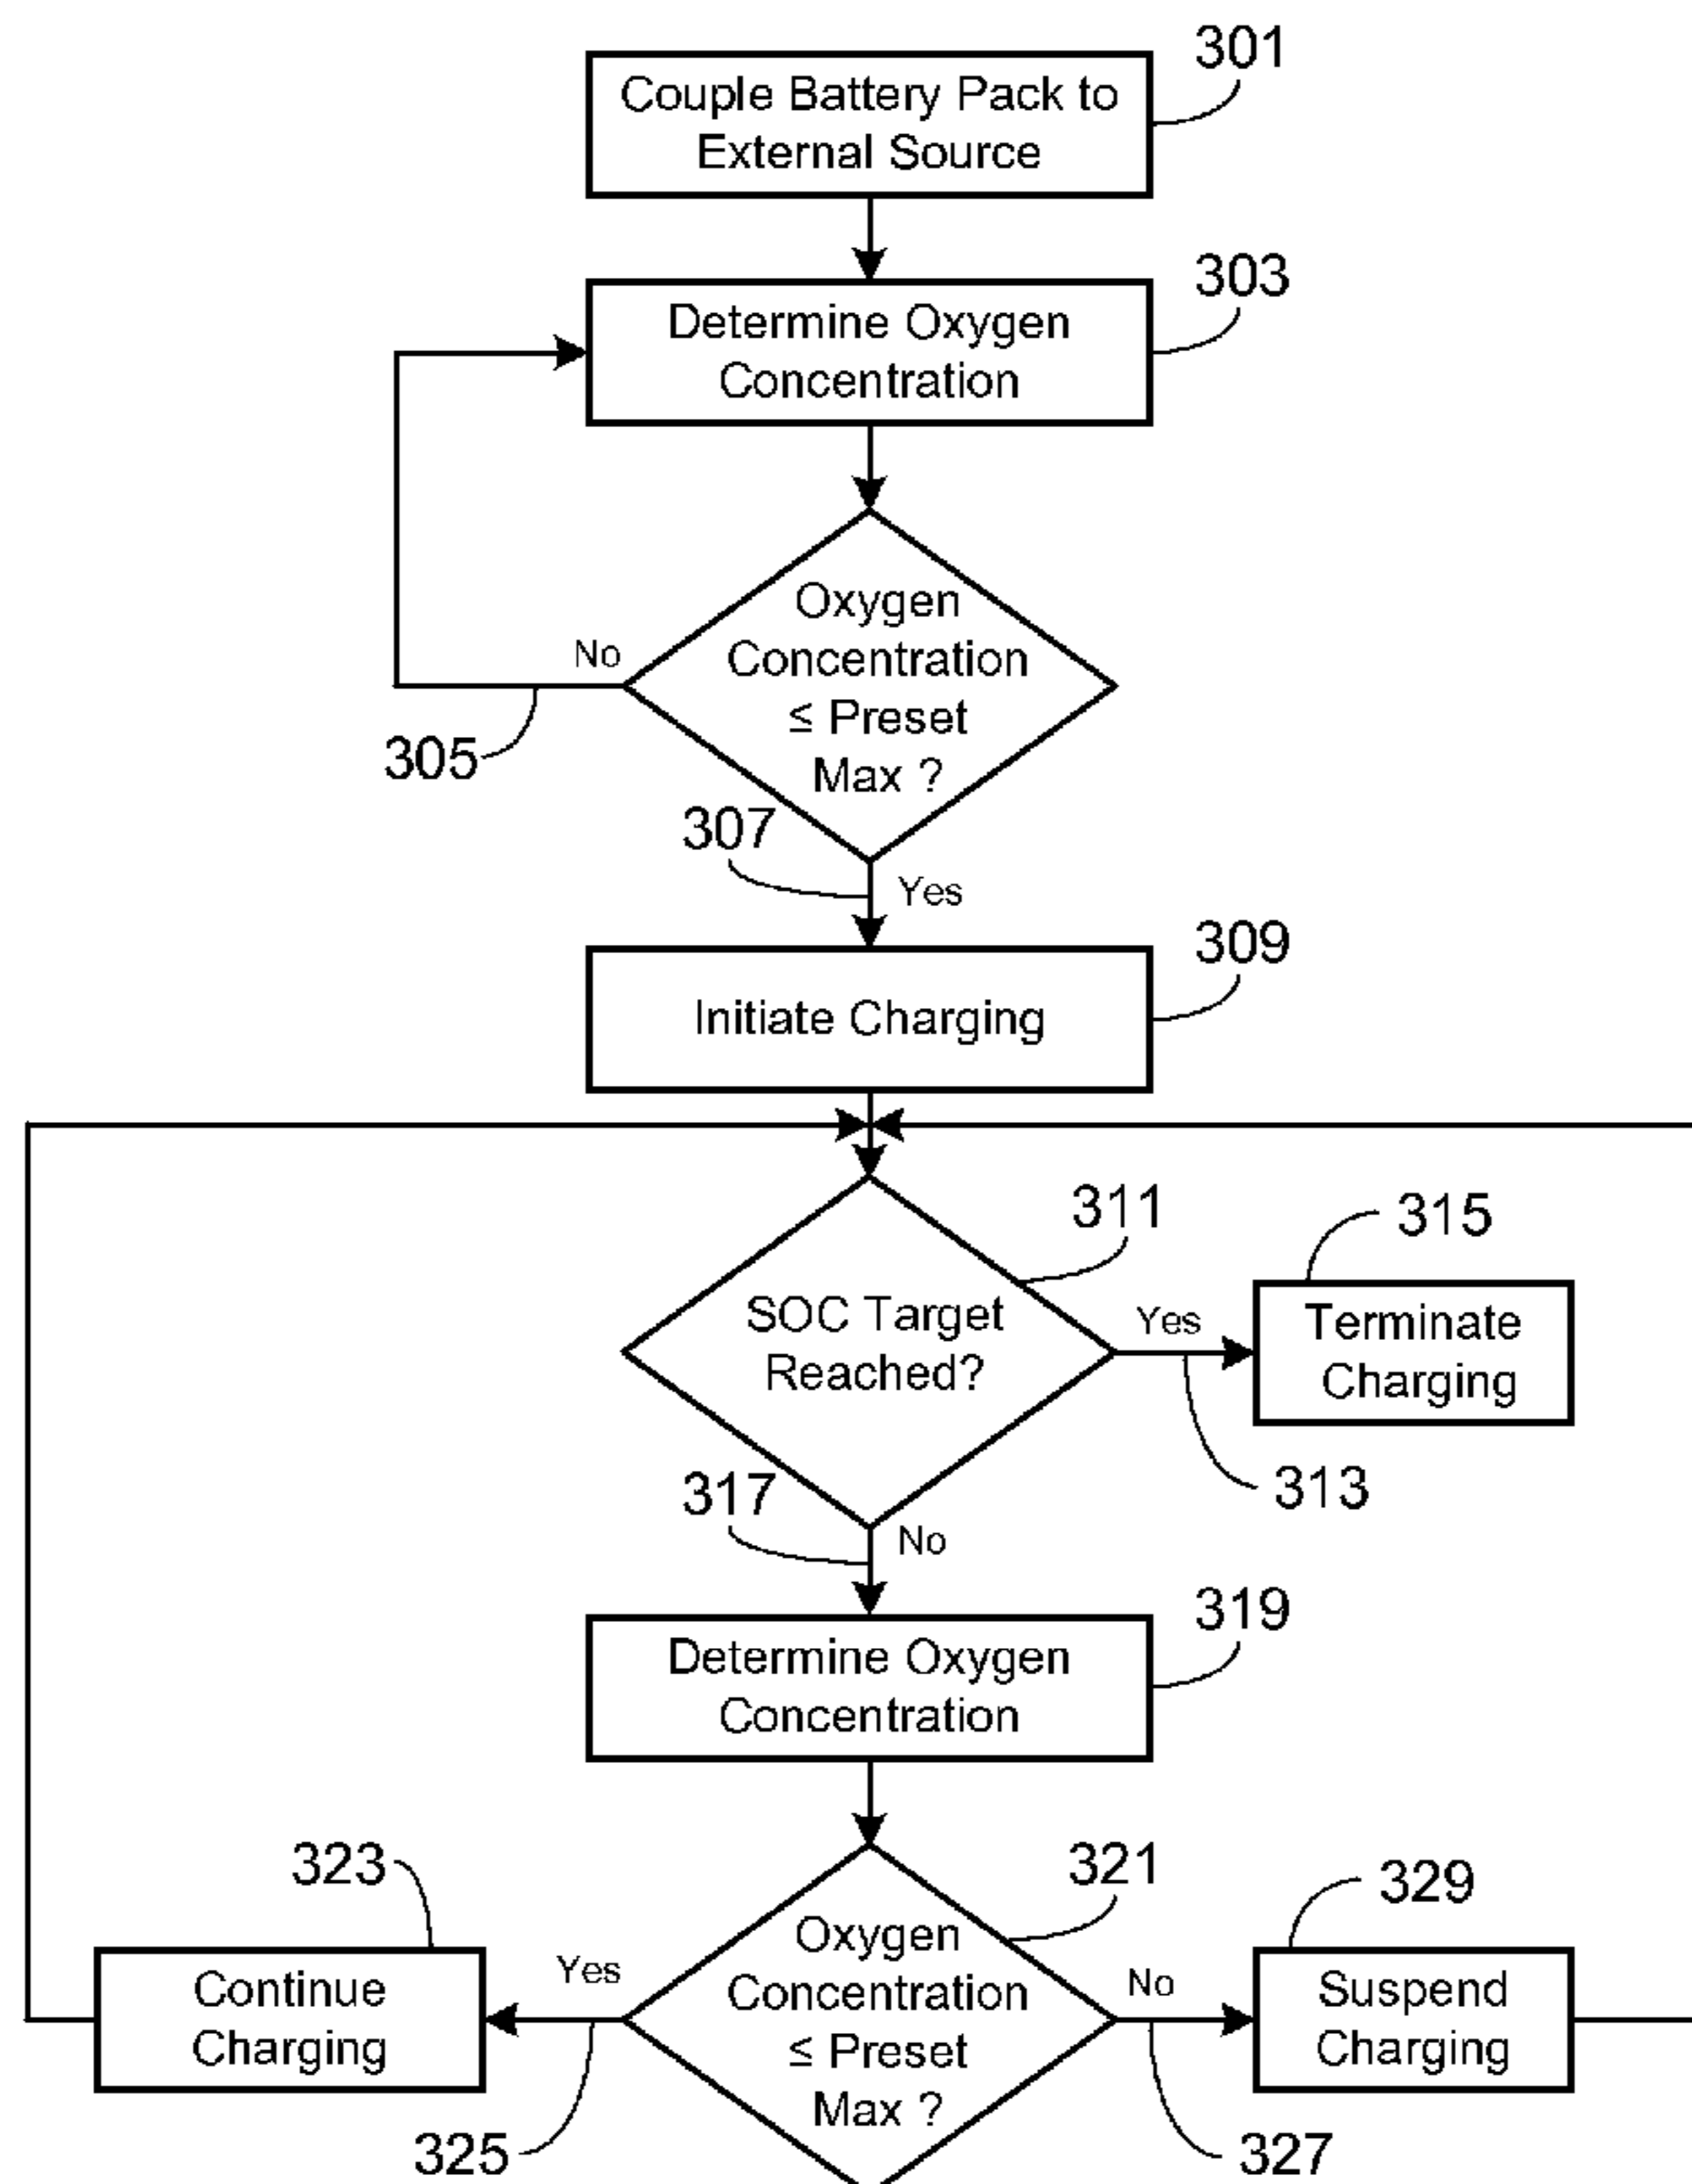 301
Couple Battery Pack to
External Source
303
Determine Oxygen
Concentration
Oxygen
Concentration
≤ Preset
Max ?
No
305
307
Yes
309
Initiate Charging
311
SOC Target
Reached?
Yes
313
315
Terminate
Charging
317
No
319
Determine Oxygen
Concentration
321
Oxygen
Concentration
≤ Preset
Max ?
Yes
325
323
Continue
Charging
No
327
329
Suspend
Charging